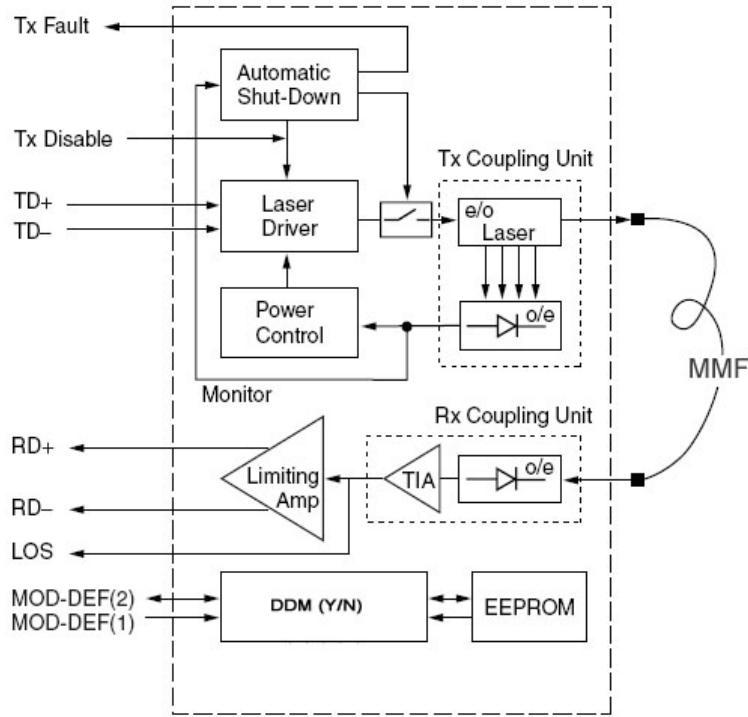 Tx Fault
Automatic
Shut-Down
Tx Disable
Tx Coupling Unit
TD+
TD–
Laser
Driver
e/o
Laser
Power
Control
o/e
MMF
Monitor
Rx Coupling Unit
RD+
RD–
Limiting
Amp
TIA
o/e
LOS
MOD-DEF(2)
MOD-DEF(1)
DDM (Y/N)
EEPROM